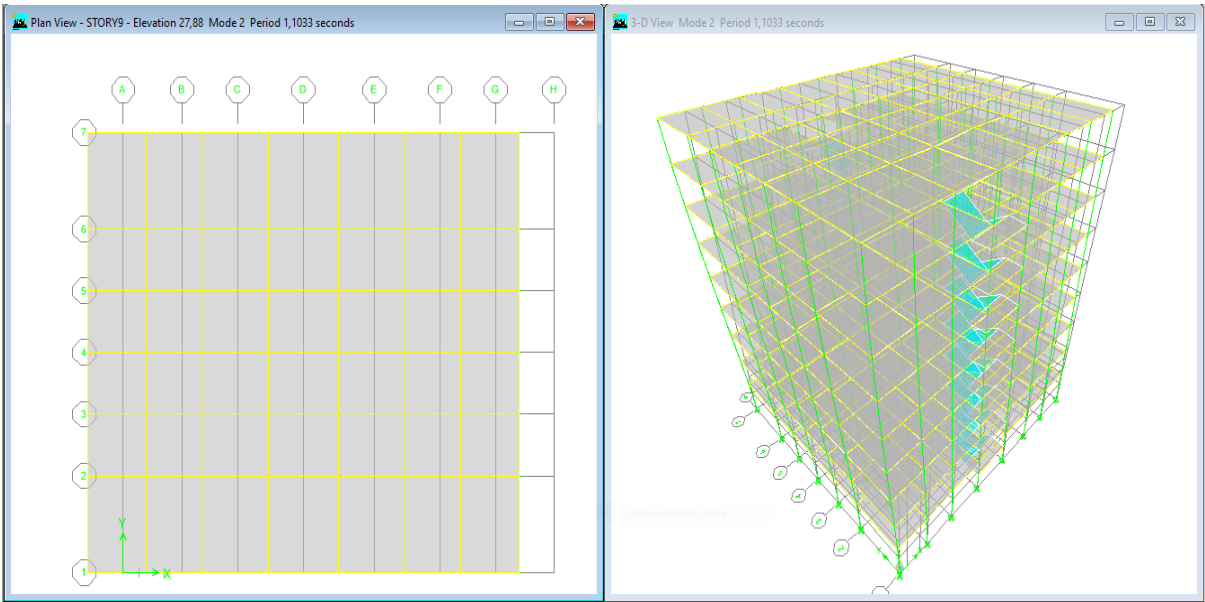 Plan View - STORY9 - Elevation 27,88 Mode 2 Period 1,1033 seconds
A B C D E F G H
7
6
5
4
3
2
1
Y
X
3-D View Mode 2 Period 1,1033 seconds
Capture rectangulaire